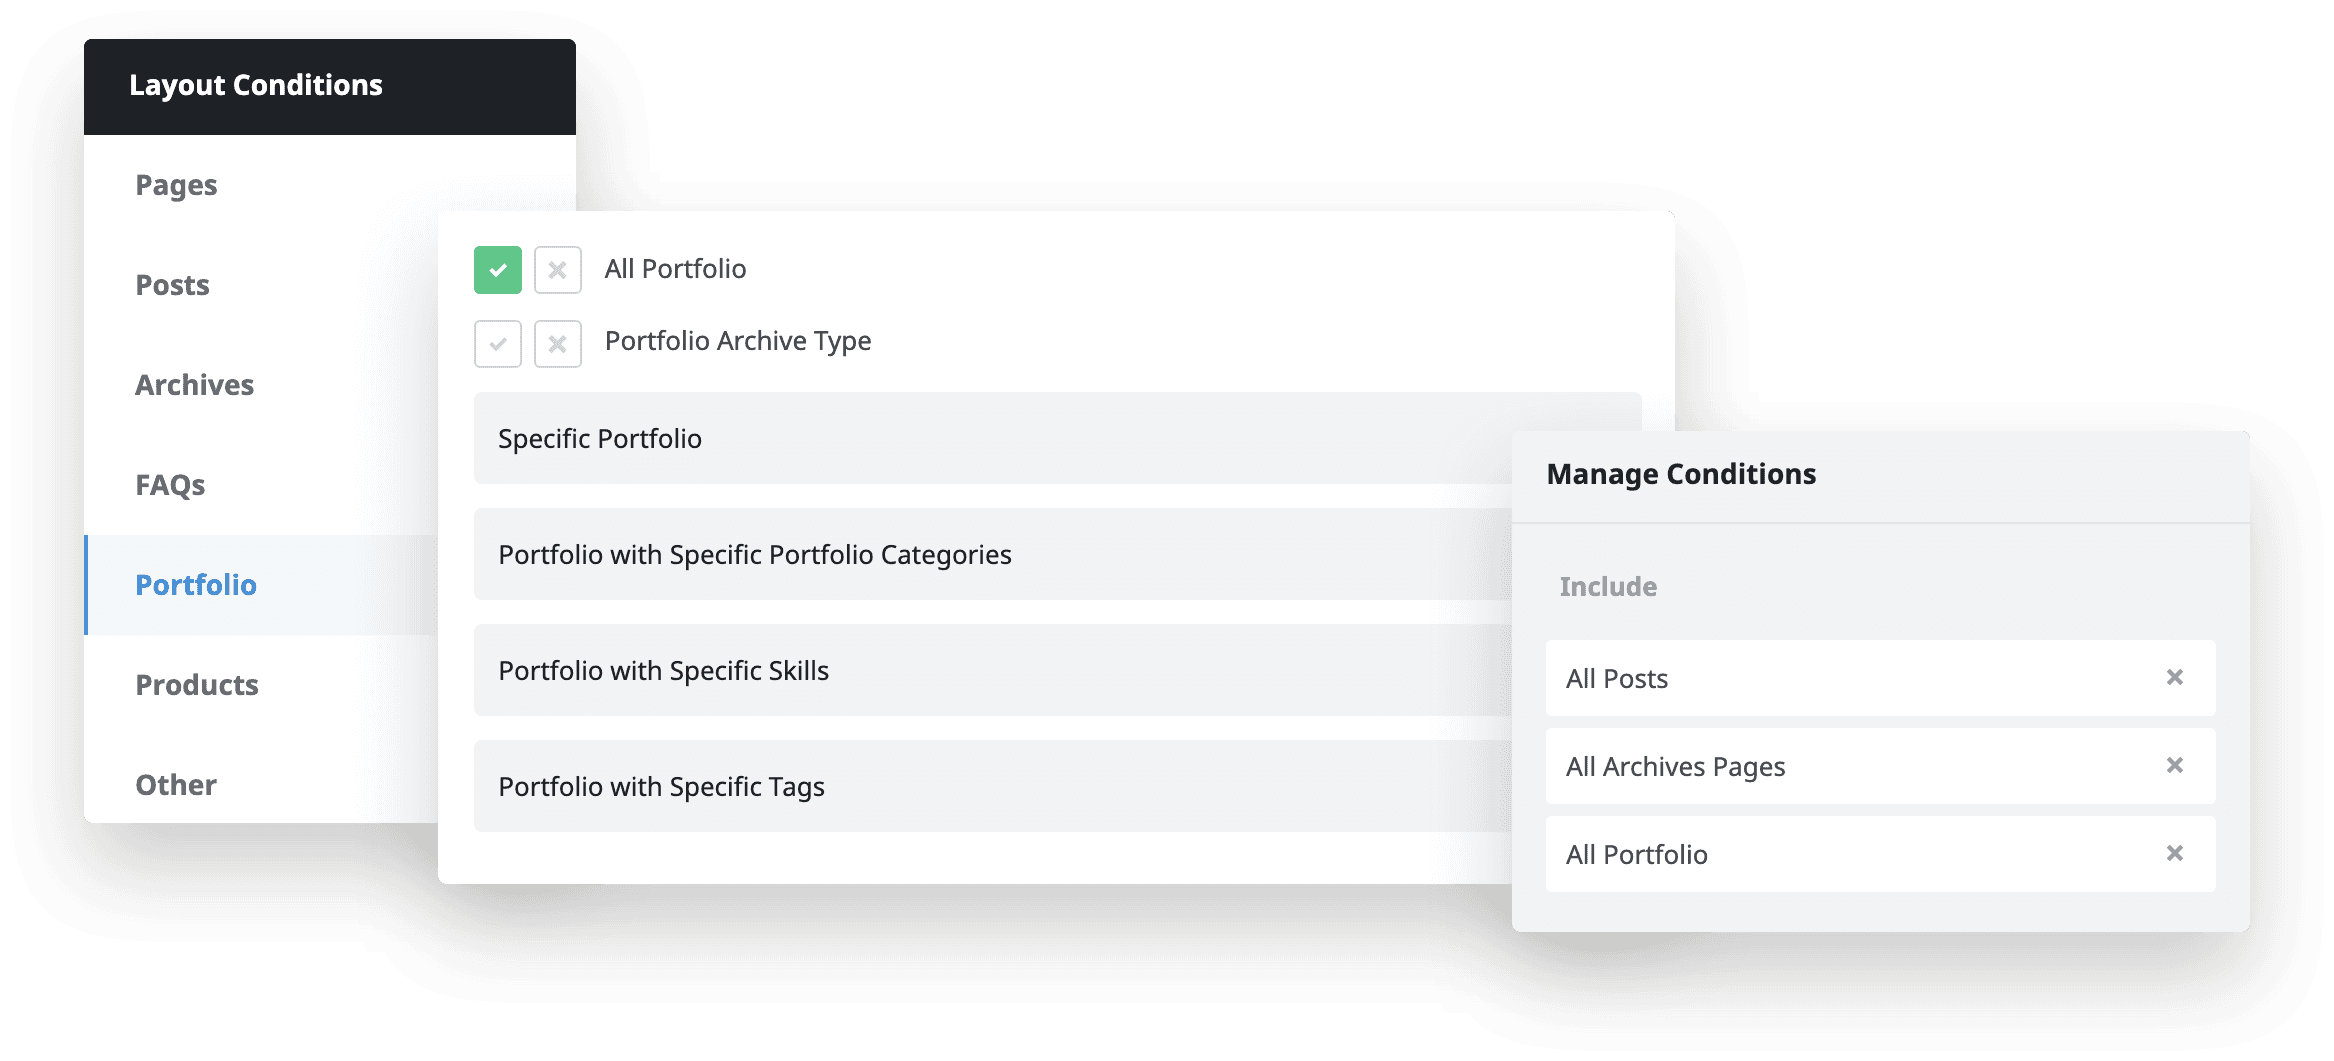 Layout Conditions
Pages
Posts
Archives
FAQs
Portfolio
Products
Other
All Portfolio
Portfolio Archive Type
Specific Portfolio
Portfolio with Specific Portfolio Categories
Portfolio with Specific Skills
Portfolio with Specific Tags
Manage Conditions
Include
All Posts
All Archives Pages
All Portfolio